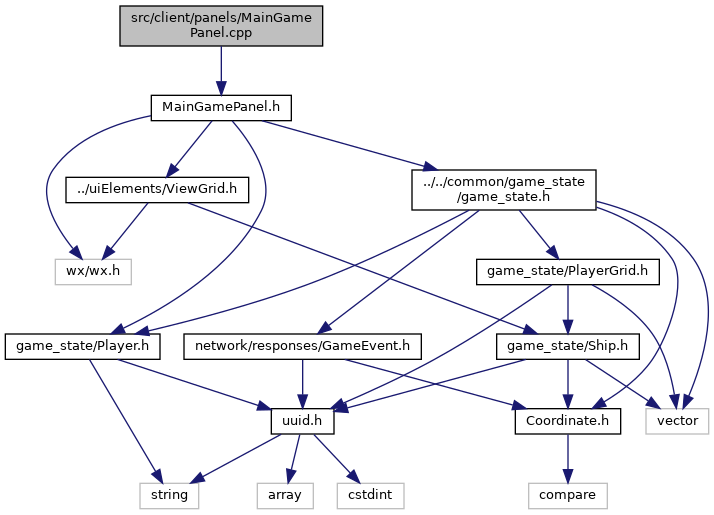 src/client/panels/MainGame
Panel.cpp
MainGamePanel.h
../uiElements/ViewGrid.h
../../common/game_state
/game_state.h
wx/wx.h
game_state/PlayerGrid.h
game_state/Player.h
network/responses/GameEvent.h
game_state/Ship.h
uuid.h
Coordinate.h
vector
string
array
cstdint
compare